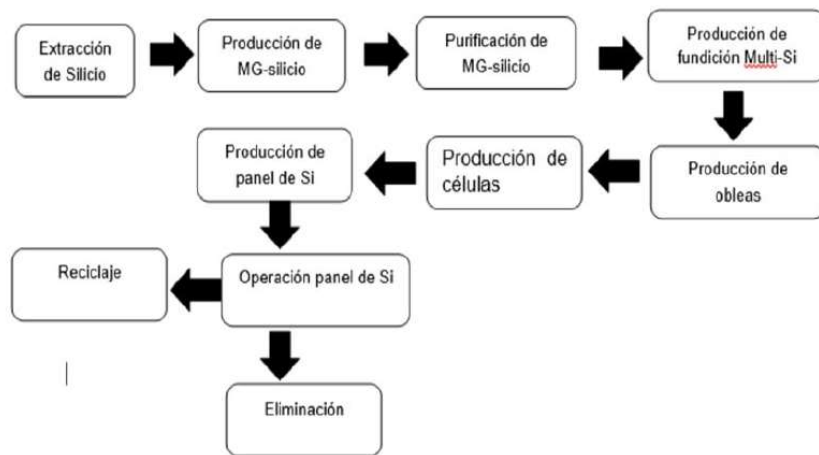 Extracción
de Silicio
Producción de
MG-silicio
Purificación de
MG-silicio
Producción de
fundición Multi-Si
Producción de
obleas
Producción de
células
Producción de
panel de Si
Operación panel de Si
Reciclaje
Eliminación